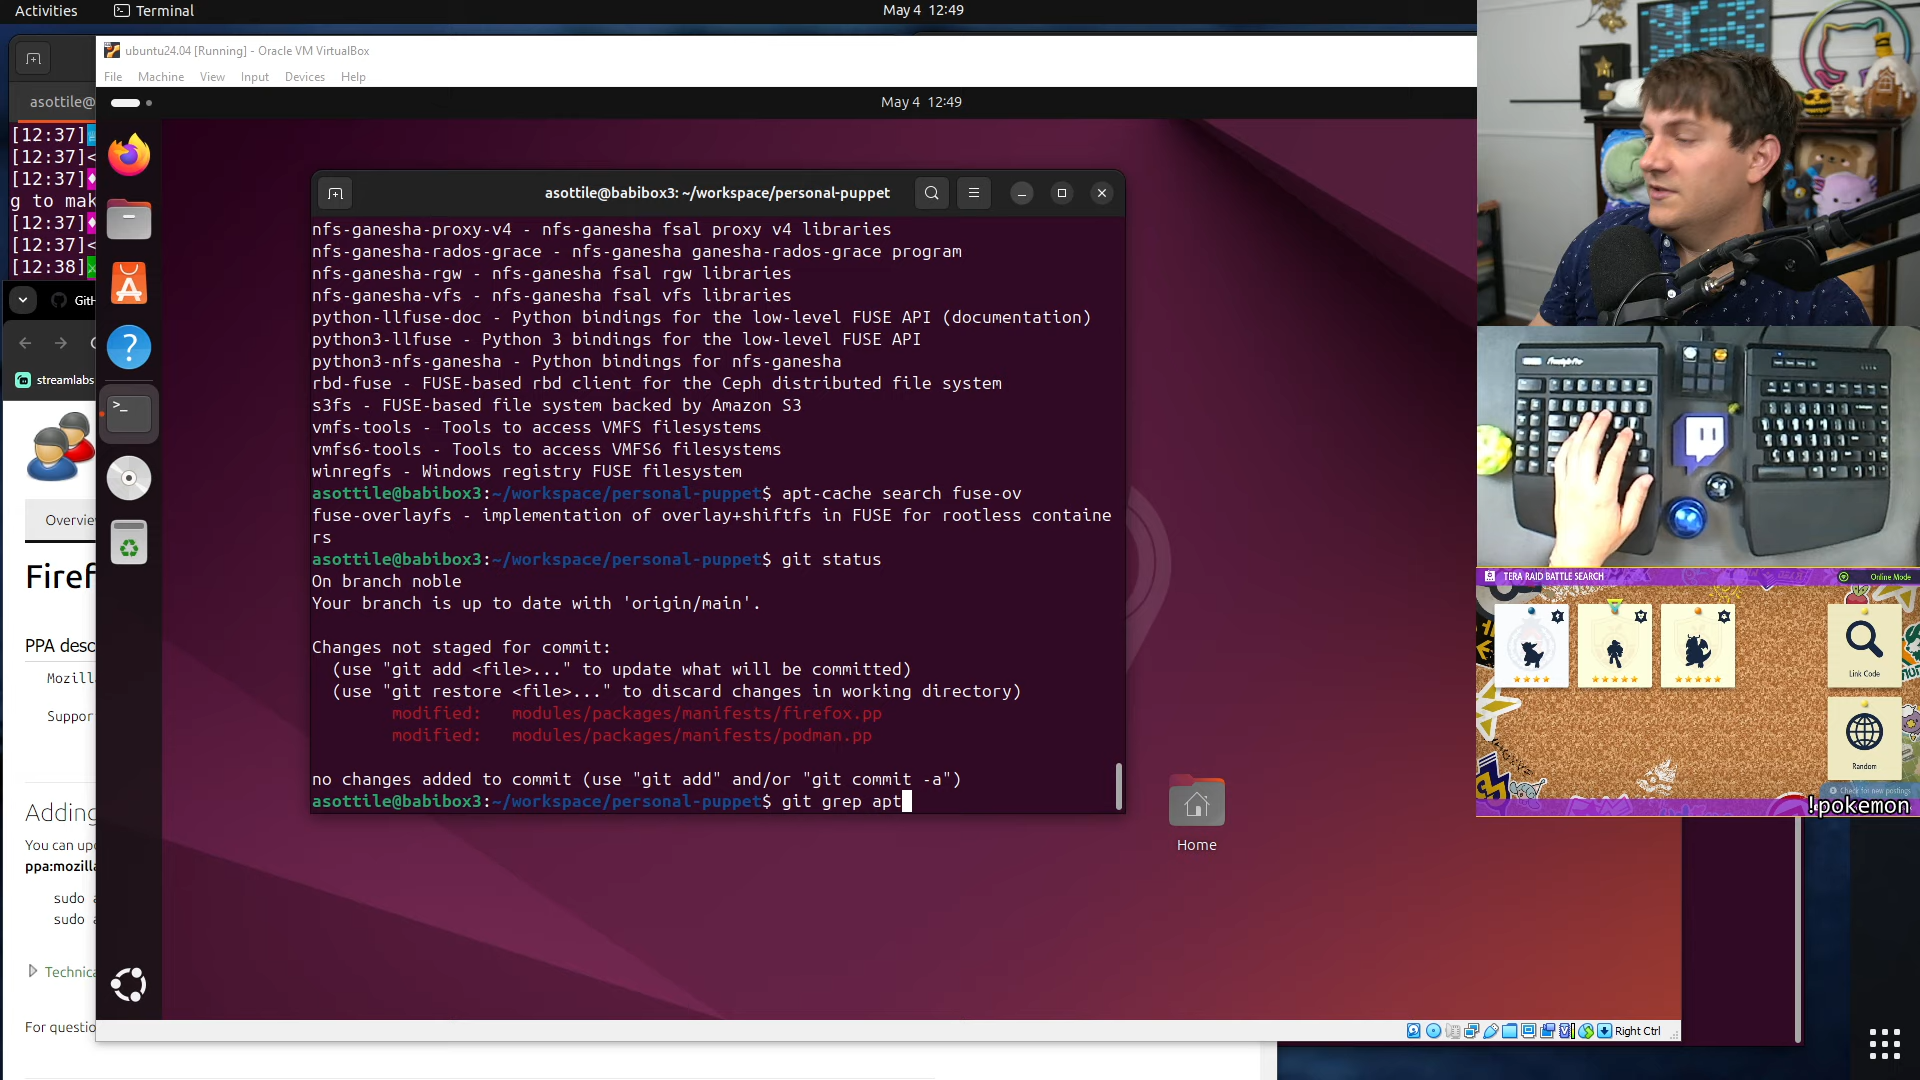 Activities
Terminal
May 4 12:49
ubuntu24.04 [Running] - Oracle VM VirtualBox
File Machine View Input Devices Help
May 4 12:49
asottile@
[12:37]
[12:37]<
[12:37]
g to mak
[12:37]
[12:37]<
[12:38]
GitH
streamlabs
Overvie
Firef
PPA desc
Mozill
Suppor
Adding
You can upd
ppa:mozilla
sudo a
sudo a
Technica
For questio
asottile@babibox3: ~/workspace/personal-puppet
nfs-ganesha-proxy-v4 - nfs-ganesha fsal proxy v4 libraries
nfs-ganesha-rados-grace - nfs-ganesha ganesha-rados-grace program
nfs-ganesha-rgw - nfs-ganesha fsal rgw libraries
nfs-ganesha-vfs - nfs-ganesha fsal vfs libraries
python-llfuse-doc - Python bindings for the low-level FUSE API (documentation)
python3-llfuse - Python 3 bindings for the low-level FUSE API
python3-nfs-ganesha - Python bindings for nfs-ganesha
rbd-fuse - FUSE-based rbd client for the Ceph distributed file system
s3fs - FUSE-based file system backed by Amazon S3
vmfs-tools - Tools to access VMFS filesystems
vmfs6-tools - Tools to access VMFS6 filesystems
winregfs - Windows registry FUSE filesystem
asottile@babibox3:~/workspace/personal-puppet$ apt-cache search fuse-ov
fuse-overlayfs - implementation of overlay+shiftfs in FUSE for rootless containe
rs
asottile@babibox3:~/workspace/personal-puppet$ git status
On branch noble
Your branch is up to date with 'origin/main'.
Changes not staged for commit:
(use "git add <file>..." to update what will be committed)
(use "git restore <file>..." to discard changes in working directory)
modified: modules/packages/manifests/firefox.pp
modified: modules/packages/manifests/podman.pp
no changes added to commit (use "git add" and/or "git commit -a")
asottile@babibox3:~/workspace/personal-puppet$ git grep apt
Home
Right Ctrl
TERA RAID BATTLE SEARCH
Online Mode
Link Code
Random
Check for new postings
!pokemon